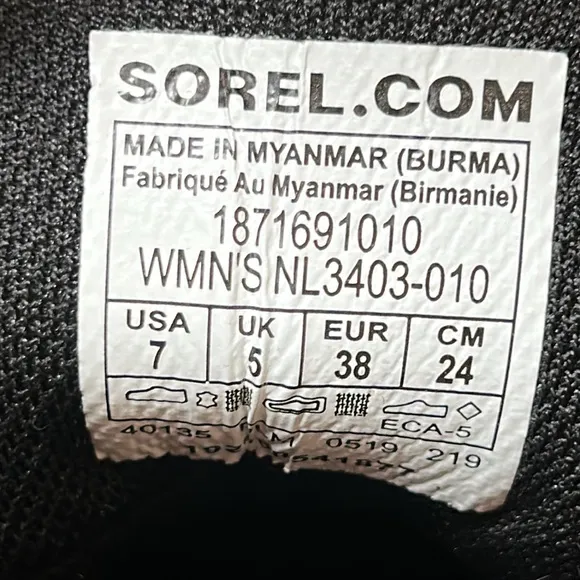 SOREL.COM
MADE IN MYANMAR (BURMA)
Fabriqué Au Myanmar (Birmanie)
1871691010
WMN'S NL3403-010
USA UK EUR CM
7 5 38 24
ECA-5
40135 0519 219